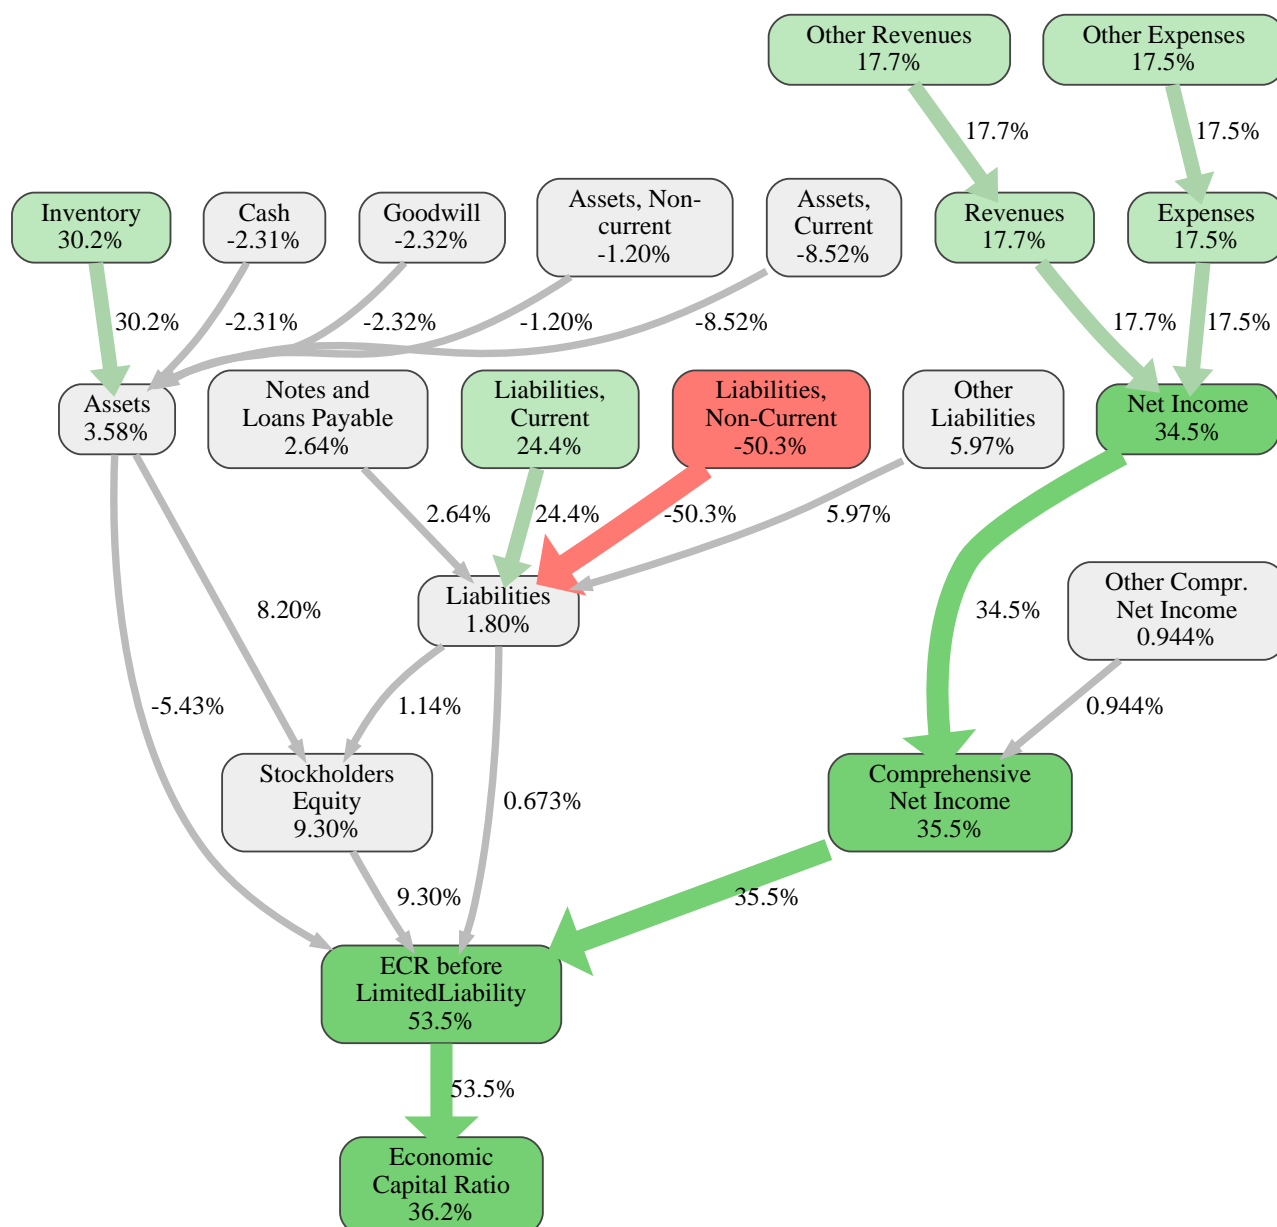 Other Revenues
17.7%
Other Expenses
17.5%
17.7%
17.5%
Inventory
30.2%
Cash
-2.31%
Goodwill
-2.32%
Assets, Non-
current
-1.20%
Assets,
Current
-8.52%
Revenues
17.7%
Expenses
17.5%
30.2%
-2.31%
-2.32%
-1.20%
-8.52%
17.7%
17.5%
Assets
3.58%
Notes and
Loans Payable
2.64%
Liabilities,
Current
24.4%
Liabilities,
Non-Current
-50.3%
Other
Liabilities
5.97%
Net Income
34.5%
2.64%
24.4%
-50.3%
5.97%
Liabilities
1.80%
8.20%
34.5%
Other Compr.
Net Income
0.944%
-5.43%
1.14%
0.944%
Stockholders
Equity
9.30%
0.673%
Comprehensive
Net Income
35.5%
9.30%
35.5%
ECR before
LimitedLiability
53.5%
53.5%
Economic
Capital Ratio
36.2%